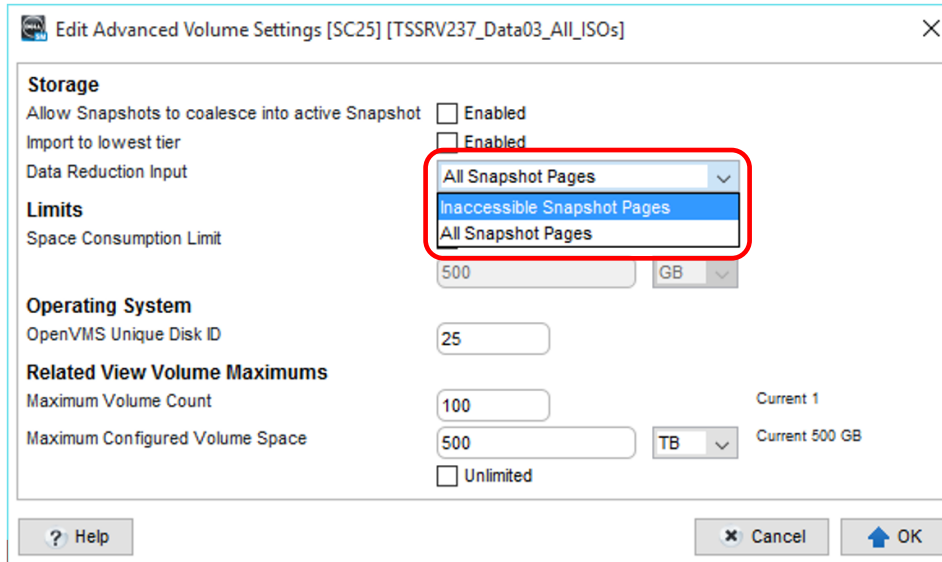 Edit Advanced Volume Settings [SC25] [TSSRV237_Data03_All_ISOs]
Storage
Allow Snapshots to coalesce into active Snapshot Enabled
Import to lowest tier Enabled
Data Reduction Input All Snapshot Pages
Inaccessible Snapshot Pages
All Snapshot Pages
Limits
Space Consumption Limit
500 GB
Operating System
OpenVMS Unique Disk ID 25
Related View Volume Maximums
Maximum Volume Count 100 Current 1
Maximum Configured Volume Space 500 TB Current 500 GB
Unlimited
? Help Cancel OK